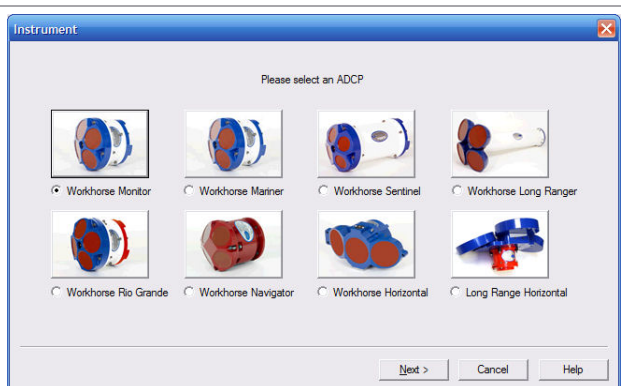 Instrument
Please select an ADCP
Workhorse Monitor Workhorse Mariner Workhorse Sentinel Workhorse Long Ranger
Workhorse Rio Grande Workhorse Navigator Workhorse Horizontal Long Range Horizontal
Next > Cancel Help